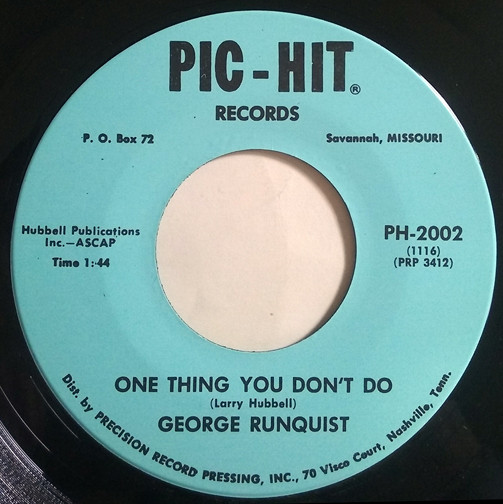 PIC-HIT®
RECORDS
P. O. Box 72
Savannah, MISSOURI
Hubbell Publications
Inc.—ASCAP
Time 1:44
PH-2002
(1116)
(PRP 3412)
ONE THING YOU DON'T DO
(Larry Hubbell)
GEORGE RUNQUIST
Dist. by PRECISION RECORD PRESSING, INC., 70 Visco Court, Nashville, Tenn.